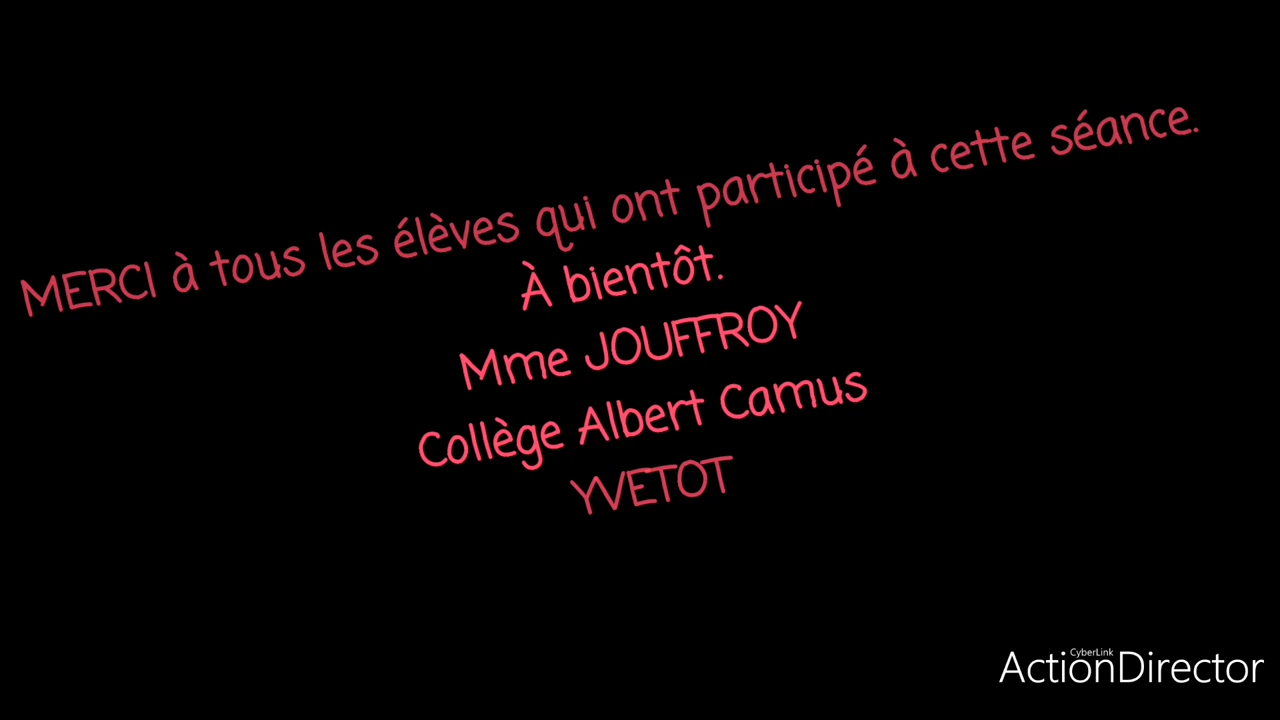 MERCI à tous les élèves qui ont participé à cette séance.
À bientôt.
Mme JOUFFROY
Collège Albert Camus
YVETOT
CyberLink
ActionDirector